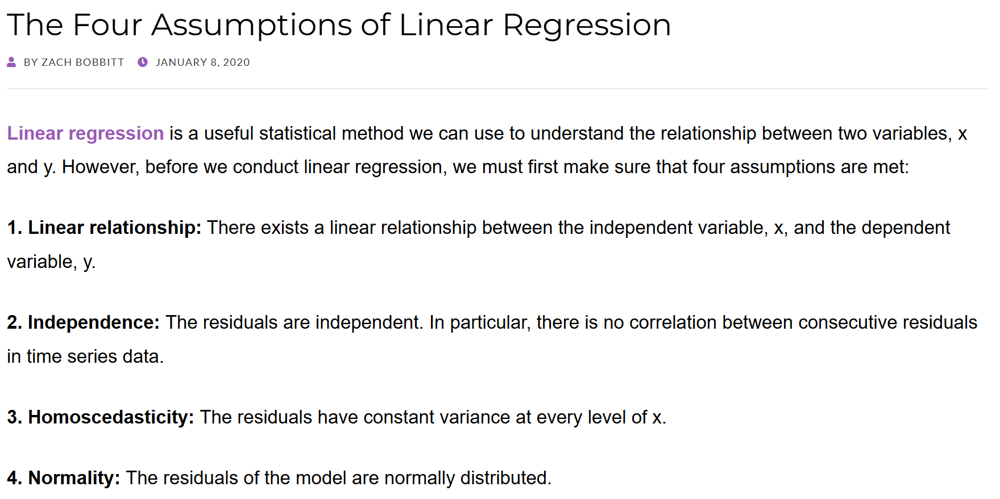 The Four Assumptions of Linear Regression
BY ZACH BOBBITT JANUARY 8, 2020
Linear regression is a useful statistical method we can use to understand the relationship between two variables, x
and y. However, before we conduct linear regression, we must first make sure that four assumptions are met:
1. Linear relationship: There exists a linear relationship between the independent variable, x, and the dependent
variable, y.
2. Independence: The residuals are independent. In particular, there is no correlation between consecutive residuals
in time series data.
3. Homoscedasticity: The residuals have constant variance at every level of x.
4. Normality: The residuals of the model are normally distributed.